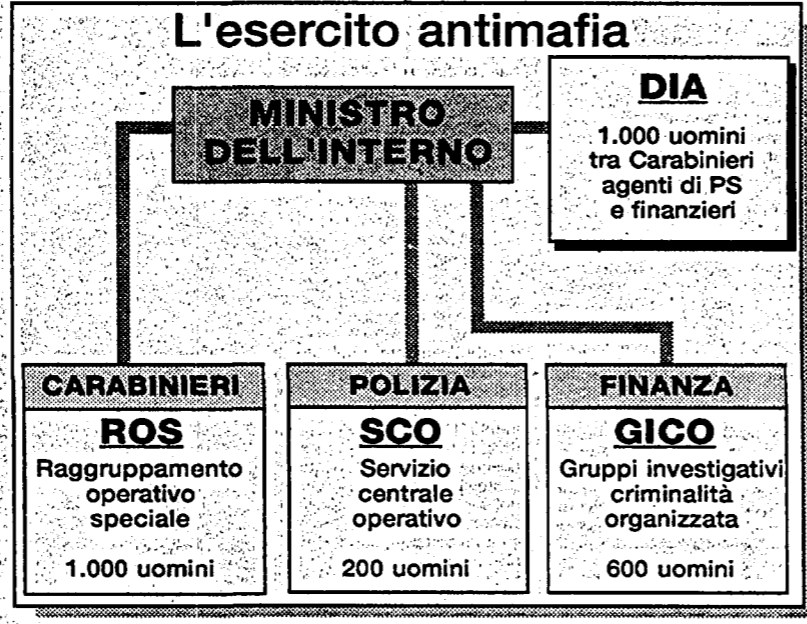 L'esercito antimafia
MINISTRO
DELL'INTERNO
DIA
1.000 uomini
tra Carabinieri
agenti di PS
e finanzieri
CARABINIERI
ROS
Raggruppamento
operativo
speciale
1.000 uomini
POLIZIA
SCO
Servizio
centrale
operativo
200 uomini
FINANZA
GICO
Gruppi investigativi
criminalità
organizzata
600 uomini